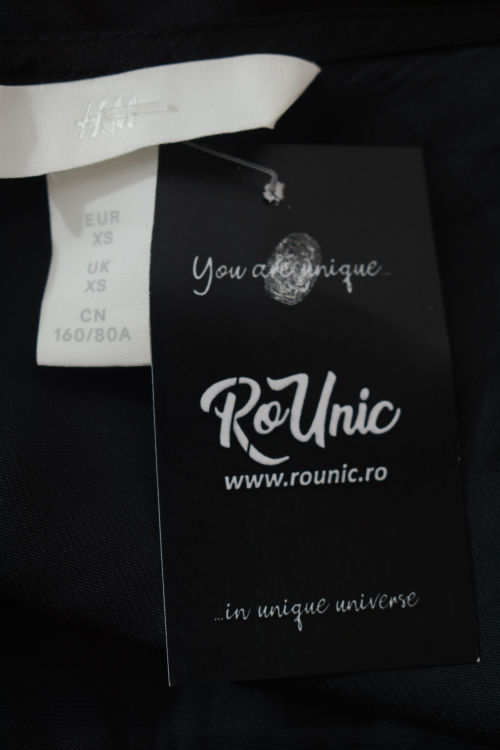 H&M
EUR
XS
UK
XS
CN
160/80A
You are unique...
RoUnic
www.rounic.ro
...in unique universe